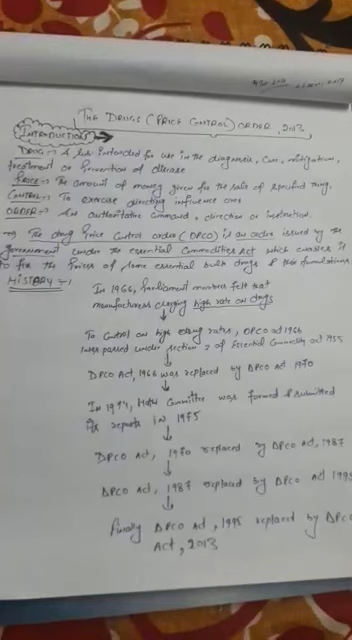 THE DRUGS (PRICE CONTROL) ORDER, 2013
INTRODUCTION
DRUG :- A sub. intended for use in the diagnosis, Cure, mitigation,
treatment or Prevention of disease
PRICE :- The amount of money given for the sale of specified thing.
CONTROL :- To exercise directing influence over
ORDER :- An authoritative command, direction or instruction.
⇒ The drug Price Control order (DPCO) is an order issued by the
government under the essential Commodities Act which enables it
to fix the Prices of some essential bulk drugs & their formulations.
HISTORY :-
In 1966, Parliament members felt that
manufacturers charging high rate on drugs
↓
To Control on high rates, DPCO act 1966
was passed under section 3 of Essential Commodity act 1955
↓
DPCO Act, 1966 was replaced by DPCO Act 1970
↓
In 1974, Hathi Committee was formed & submitted
its reports in 1975
↓
DPCO Act, 1970 replaced by DPCO Act, 1987
↓
DPCO Act, 1987 replaced by DPCO Act 1995
↓
Finally DPCO Act, 1995 replaced by DPCO
Act, 2013